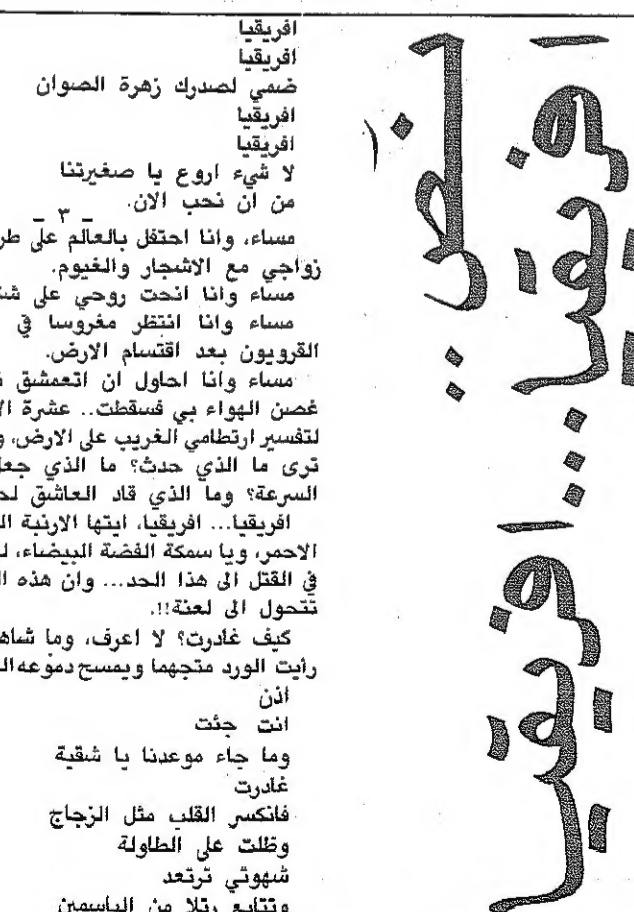 نص..
افريقيا... افريقيا
افريقيا
افريقيا
ضمي لصدرك زهرة الصوان
افريقيا
افريقيا
لا شيء اروع يا صغيرتنا
من ان نحب الان.
- ٣ -
مساء، وانا احتفل بالعالم على
زواجي مع الاشجار والغيوم.
مساء وانا انحت روحي على
مساء وانا انتظر مغروسا في
القرويون بعد اقتسام الارض.
مساء وانا احاول ان اتعمشق
غصن الهواء بي فسقطت.. عشرة
لتفسير ارتطامي الغريب على الارض، و
ترى ما الذي حدث؟ ما الذي
السرعة؟ وما الذي قاد العاشق
افريقيا... افريقيا، ايتها الارنبة
الاحمر، ويا سمكة الفضة البيضاء،
في القتل الى هذا الحد... وان هذه
تتحول الى لعنة!!.
كيف غادرت؟ لا اعرف، وما
رايت الورد متجهما ويمسح دموعه
اذن
انت جئت
وما جاء موعدنا يا شقية
غادرت
فانكسر القلب مثل الزجاج
وظلت على الطاولة
شهوتي ترتعد
وتتابع رتلا من الياسمين